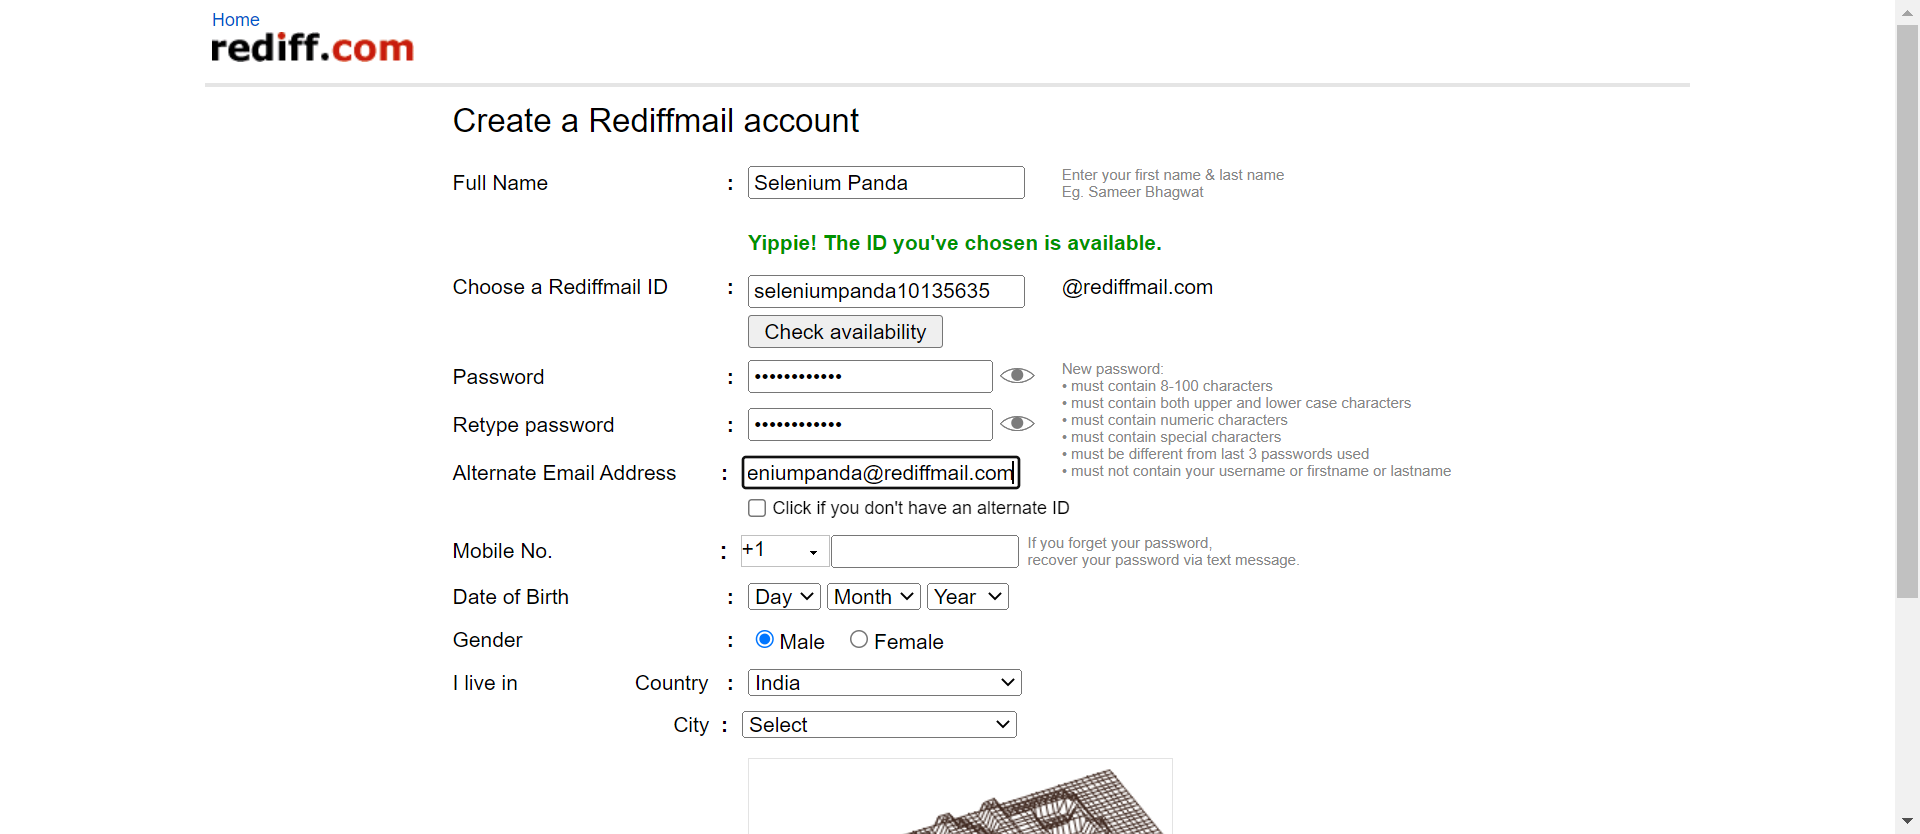 Home
rediff.com
Create a Rediffmail account
Full Name : Selenium Panda
Enter your first name & last name
Eg. Sameer Bhagwat
Yippie! The ID you've chosen is available.
Choose a Rediffmail ID : seleniumpanda10135635 @rediffmail.com
Check availability
Password : ••••••••••••
Retype password : ••••••••••••
New password:
• must contain 8-100 characters
• must contain both upper and lower case characters
• must contain numeric characters
• must contain special characters
• must be different from last 3 passwords used
• must not contain your username or firstname or lastname
Alternate Email Address : eniumpanda@rediffmail.com
Click if you don't have an alternate ID
Mobile No. : +1
If you forget your password,
recover your password via text message.
Date of Birth : Day Month Year
Gender : Male Female
I live in Country : India
City : Select